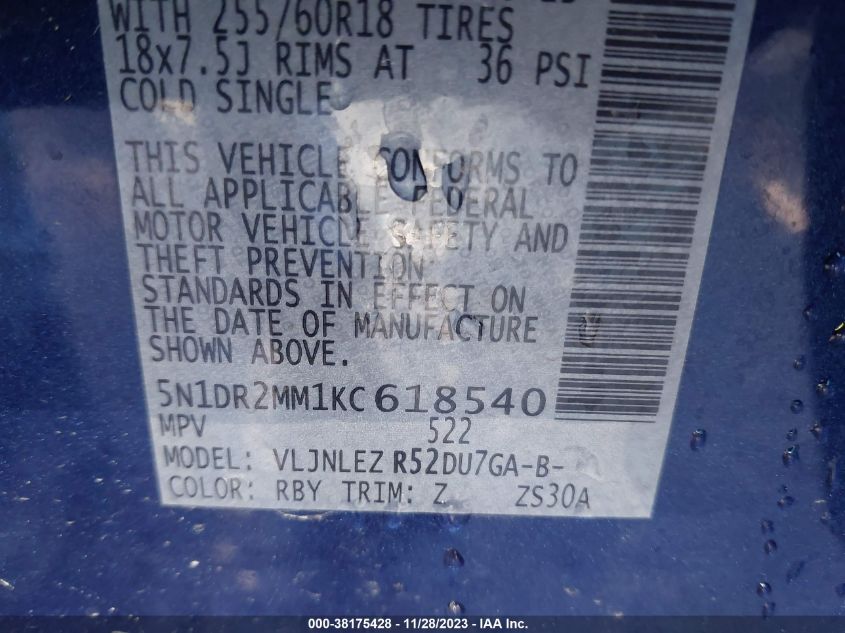 WITH 255/60R18 TIRES
18x7.5J RIMS AT 36 PSI
COLD SINGLE
THIS VEHICLE CONFORMS TO
ALL APPLICABLE FEDERAL
MOTOR VEHICLE SAFETY AND
THEFT PREVENTION
STANDARDS IN EFFECT ON
THE DATE OF MANUFACTURE
SHOWN ABOVE.
5N1DR2MM1KC618540
MPV 522
MODEL: VLJNLEZ R52DU7GA-B-
COLOR: RBY TRIM: Z ZS30A
000-38175428 - 11/28/2023 - IAA Inc.